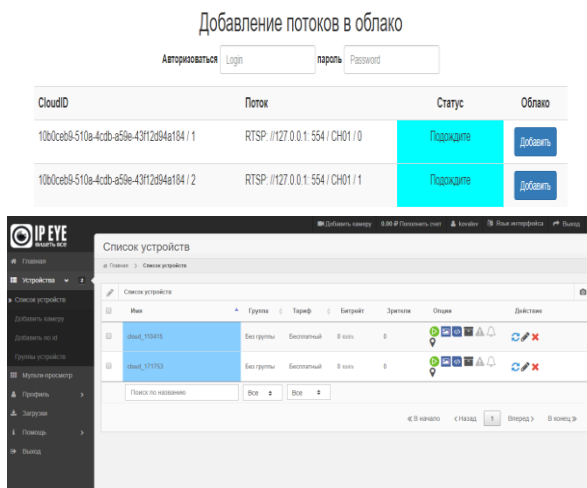 Добавление потоков в облако
Авторизоваться Login пароль Password
CloudID Поток Статус Облако
10b0ceb9-510a-4cdb-a59e-43f12d94a184 / 1 RTSP: //127.0.0.1: 554 / CH01 / 0 Подождите Добавить
10b0ceb9-510a-4cdb-a59e-43f12d94a184 / 2 RTSP: //127.0.0.1: 554 / CH01 / 1 Подождите Добавить
IP EYE
ВИДЕТЬ ВСЕ
Добавить камеру 0.00 ₽ Пополнить счет kovalev Язык интерфейса Выход
Главная
Устройства 2
Список устройств
Добавить камеру
Добавить по id
Группы устройств
Мульти-просмотр
Профиль
Загрузки
Помощь
Выход
Список устройств
Главная > Список устройств
Список устройств
Имя Группа Тариф Битрейт Зрители Опции Действие
cloud_110415 Без группы Бесплатный 0 0
cloud_171753 Без группы Бесплатный 0 0
Поиск по названию Все Все
В начало <Назад 1 Вперед > В конец